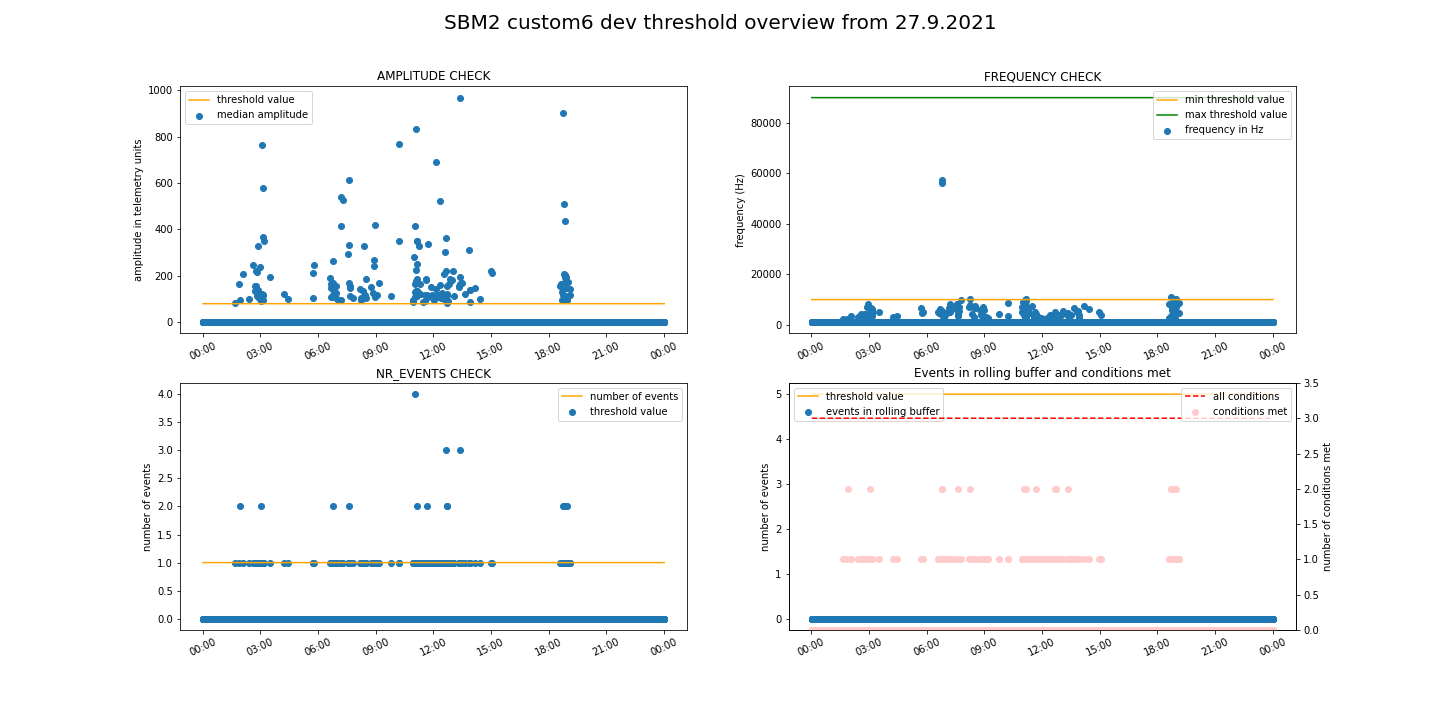 SBM2 custom6 dev threshold overview from 27.9.2021
AMPLITUDE CHECK
threshold value
median amplitude
amplitude in telemetry units
1000
800
600
400
200
0
00:00 03:00 06:00 09:00 12:00 15:00 18:00 21:00 00:00
FREQUENCY CHECK
min threshold value
max threshold value
frequency in Hz
frequency (Hz)
80000
60000
40000
20000
0
00:00 03:00 06:00 09:00 12:00 15:00 18:00 21:00 00:00
NR_EVENTS CHECK
number of events
threshold value
number of events
4.0
3.5
3.0
2.5
2.0
1.5
1.0
0.5
0.0
00:00 03:00 06:00 09:00 12:00 15:00 18:00 21:00 00:00
Events in rolling buffer and conditions met
threshold value
events in rolling buffer
all conditions
conditions met
number of events
5
4
3
2
1
0
3.5
3.0
2.5
2.0
1.5
1.0
0.5
0.0
number of conditions met
00:00 03:00 06:00 09:00 12:00 15:00 18:00 21:00 00:00